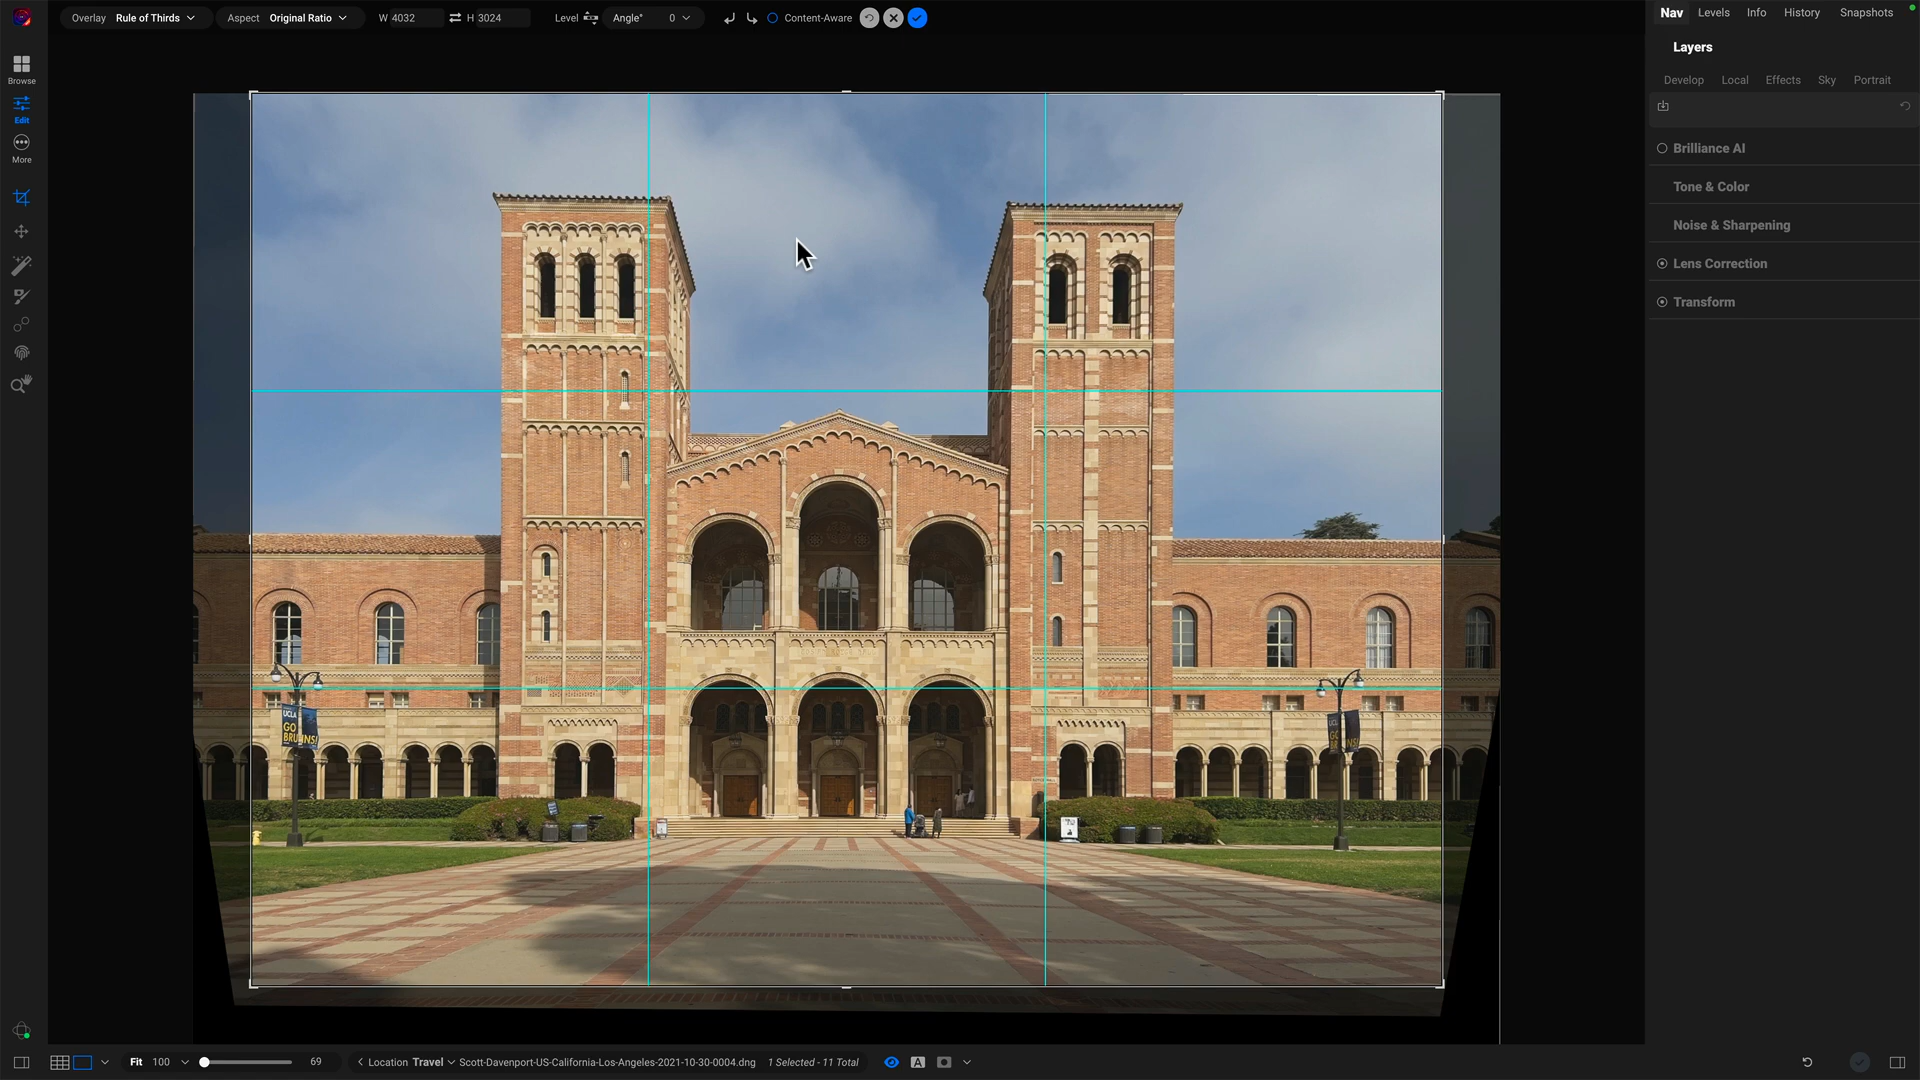 Overlay Rule of Thirds Aspect Original Ratio W 4032 H 3024 Level Angle° 0 Content-Aware
Nav Levels Info History Snapshots
Layers
Develop Local Effects Sky Portrait
Browse
Edit
More
Brilliance AI
Tone & Color
Noise & Sharpening
Lens Correction
Transform
UCLA
GO
BRUINS!
Fit 100 69 Location Travel Scott-Davenport-US-California-Los-Angeles-2021-10-30-0004.dng 1 Selected - 11 Total A